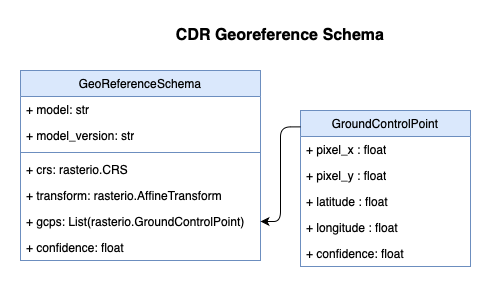 CDR Georeference Schema
GeoReferenceSchema
+ model: str
+ model_version: str
+ crs: rasterio.CRS
+ transform: rasterio.AffineTransform
+ gcps: List(rasterio.GroundControlPoint)
+ confidence: float
GroundControlPoint
+ pixel_x : float
+ pixel_y : float
+ latitude : float
+ longitude : float
+ confidence: float